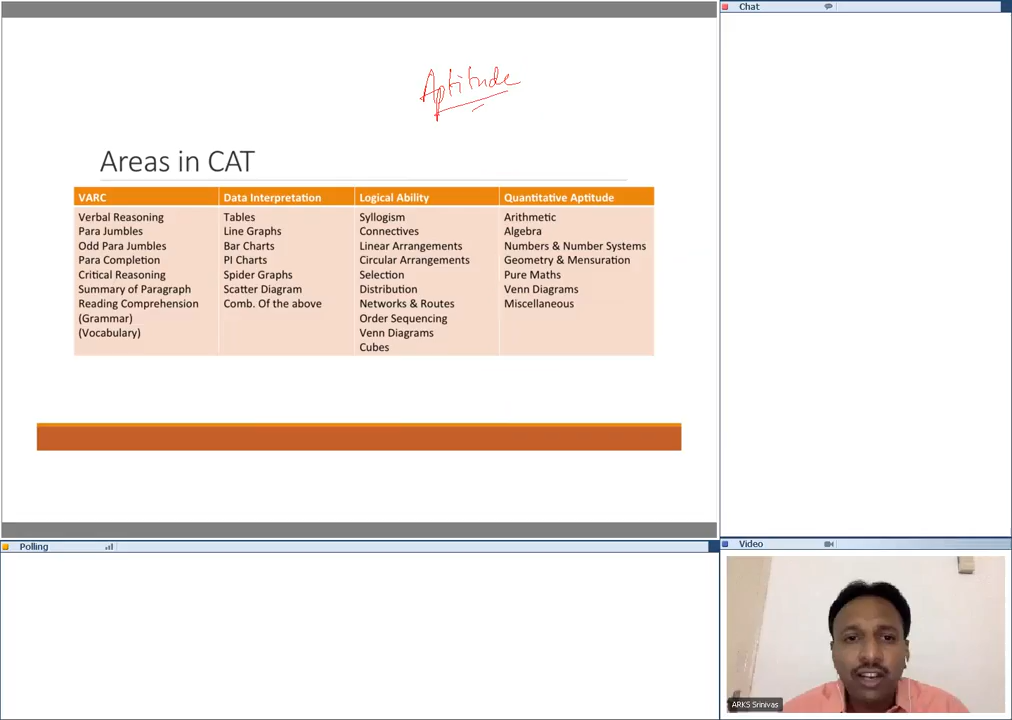 Chat
Aptitude
Areas in CAT
VARC Data Interpretation Logical Ability Quantitative Aptitude
Verbal Reasoning Tables Syllogism Arithmetic
Para Jumbles Line Graphs Connectives Algebra
Odd Para Jumbles Bar Charts Linear Arrangements Numbers & Number Systems
Para Completion PI Charts Circular Arrangements Geometry & Mensuration
Critical Reasoning Spider Graphs Selection Pure Maths
Summary of Paragraph Scatter Diagram Distribution Venn Diagrams
Reading Comprehension Comb. Of the above Networks & Routes Miscellaneous
(Grammar) Order Sequencing
(Vocabulary) Venn Diagrams
Cubes
Polling
Video
ARKS Srinivas